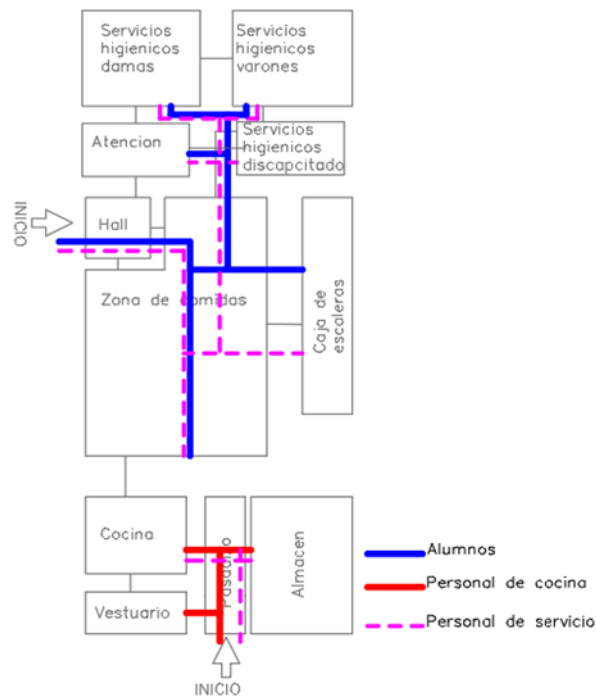 Servicios
higienicos
damas
Servicios
higienicos
varones
Atencion
Servicios
higienicos
discapcitado
INICIO
Hall
Zona de comidas
Caja de
escaleras
Cocina
Pasadizo
Almacen
Vestuario
INICIO
Alumnos
Personal de cocina
Personal de servicio